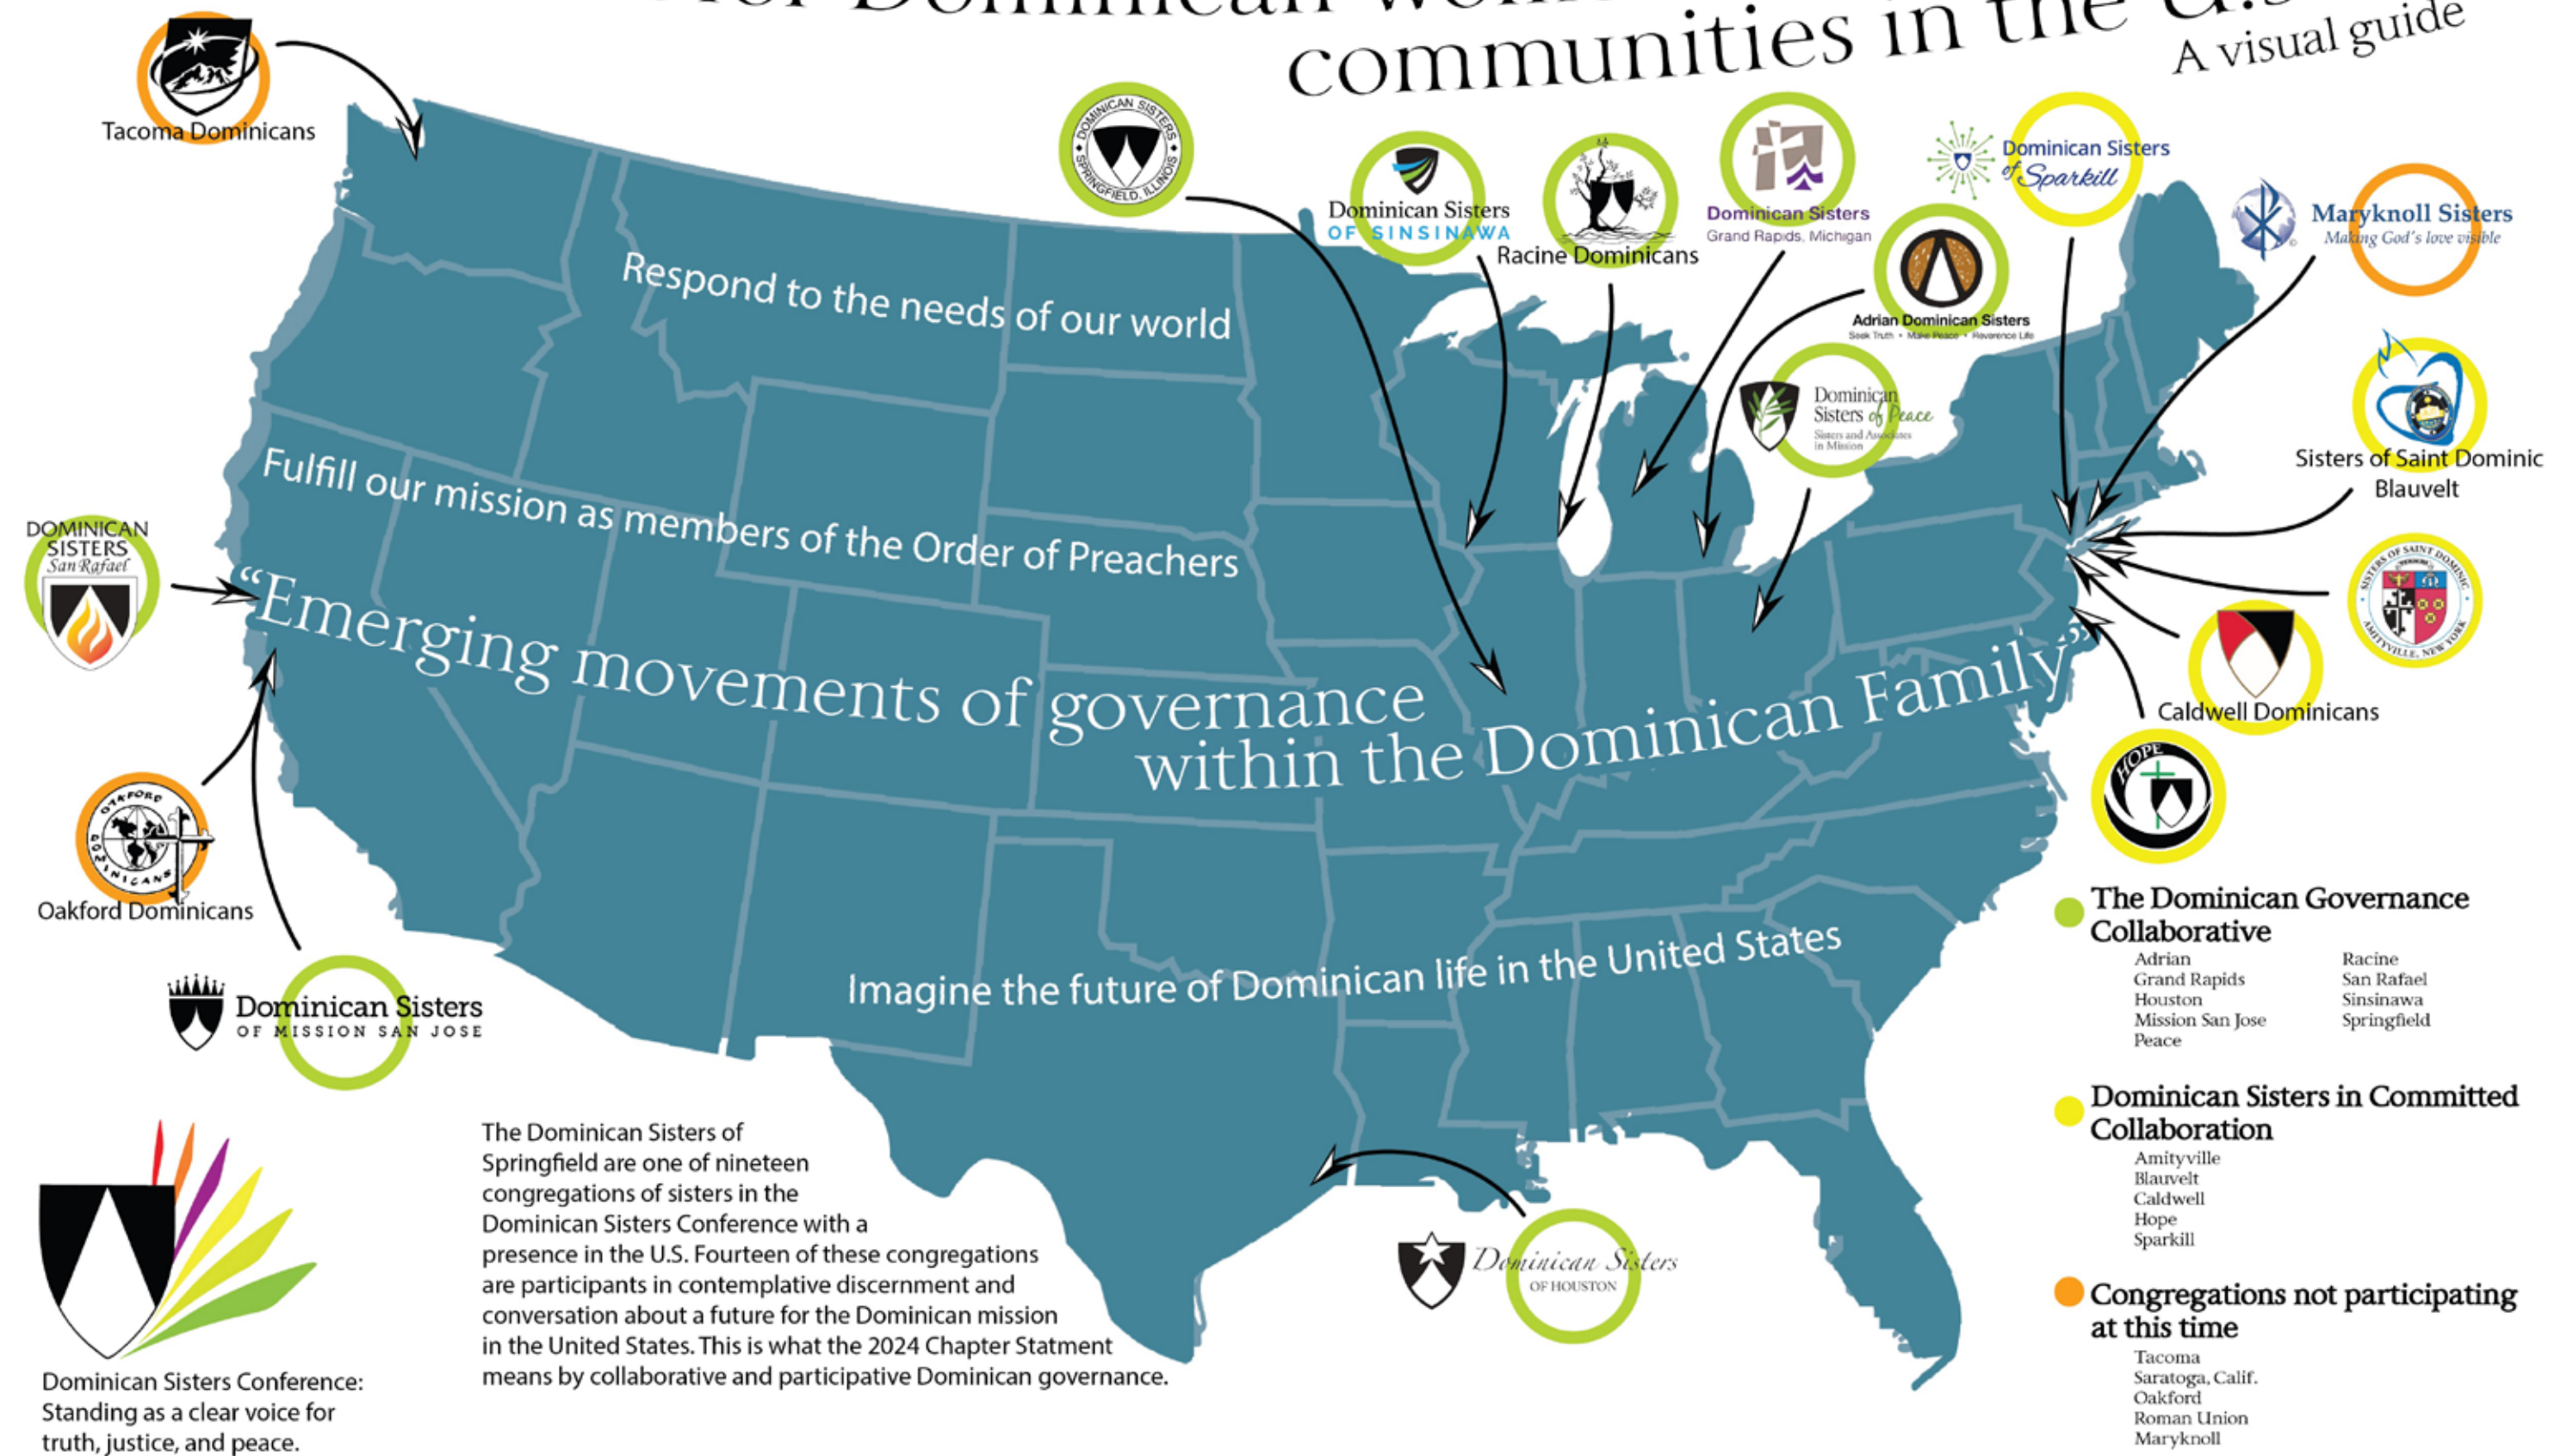 for Dominican wom
communities in the U.S
A visual guide
Tacoma Dominicans
DOMINICAN SISTERS
SPRINGFIELD, ILLINOIS
Dominican Sisters
OF SINSINAWA
Racine Dominicans
Dominican Sisters
Grand Rapids, Michigan
Dominican Sisters
of Sparkill
Maryknoll Sisters
Making God's love visible
Adrian Dominican Sisters
Seek Truth • Make Peace • Reverence Life
Dominican
Sisters of Peace
Sisters and Associates
in Mission
Sisters of Saint Dominic
Blauvelt
SISTERS OF SAINT DOMINIC
AMITYVILLE, NEW YORK
Caldwell Dominicans
HOPE
Respond to the needs of our world
Fulfill our mission as members of the Order of Preachers
“Emerging movements of governance
within the Dominican Family”
Imagine the future of Dominican life in the United States
DOMINICAN
SISTERS
San Rafael
OAKFORD
DOMINICANS
Oakford Dominicans
Dominican Sisters
OF MISSION SAN JOSE
Dominican Sisters
OF HOUSTON
Dominican Sisters Conference:
Standing as a clear voice for
truth, justice, and peace.
The Dominican Sisters of
Springfield are one of nineteen
congregations of sisters in the
Dominican Sisters Conference with a
presence in the U.S. Fourteen of these congregations
are participants in contemplative discernment and
conversation about a future for the Dominican mission
in the United States. This is what the 2024 Chapter Statment
means by collaborative and participative Dominican governance.
The Dominican Governance
Collaborative
Adrian
Grand Rapids
Houston
Mission San Jose
Peace
Racine
San Rafael
Sinsinawa
Springfield
Dominican Sisters in Committed
Collaboration
Amityville
Blauvelt
Caldwell
Hope
Sparkill
Congregations not participating
at this time
Tacoma
Saratoga, Calif.
Oakford
Roman Union
Maryknoll